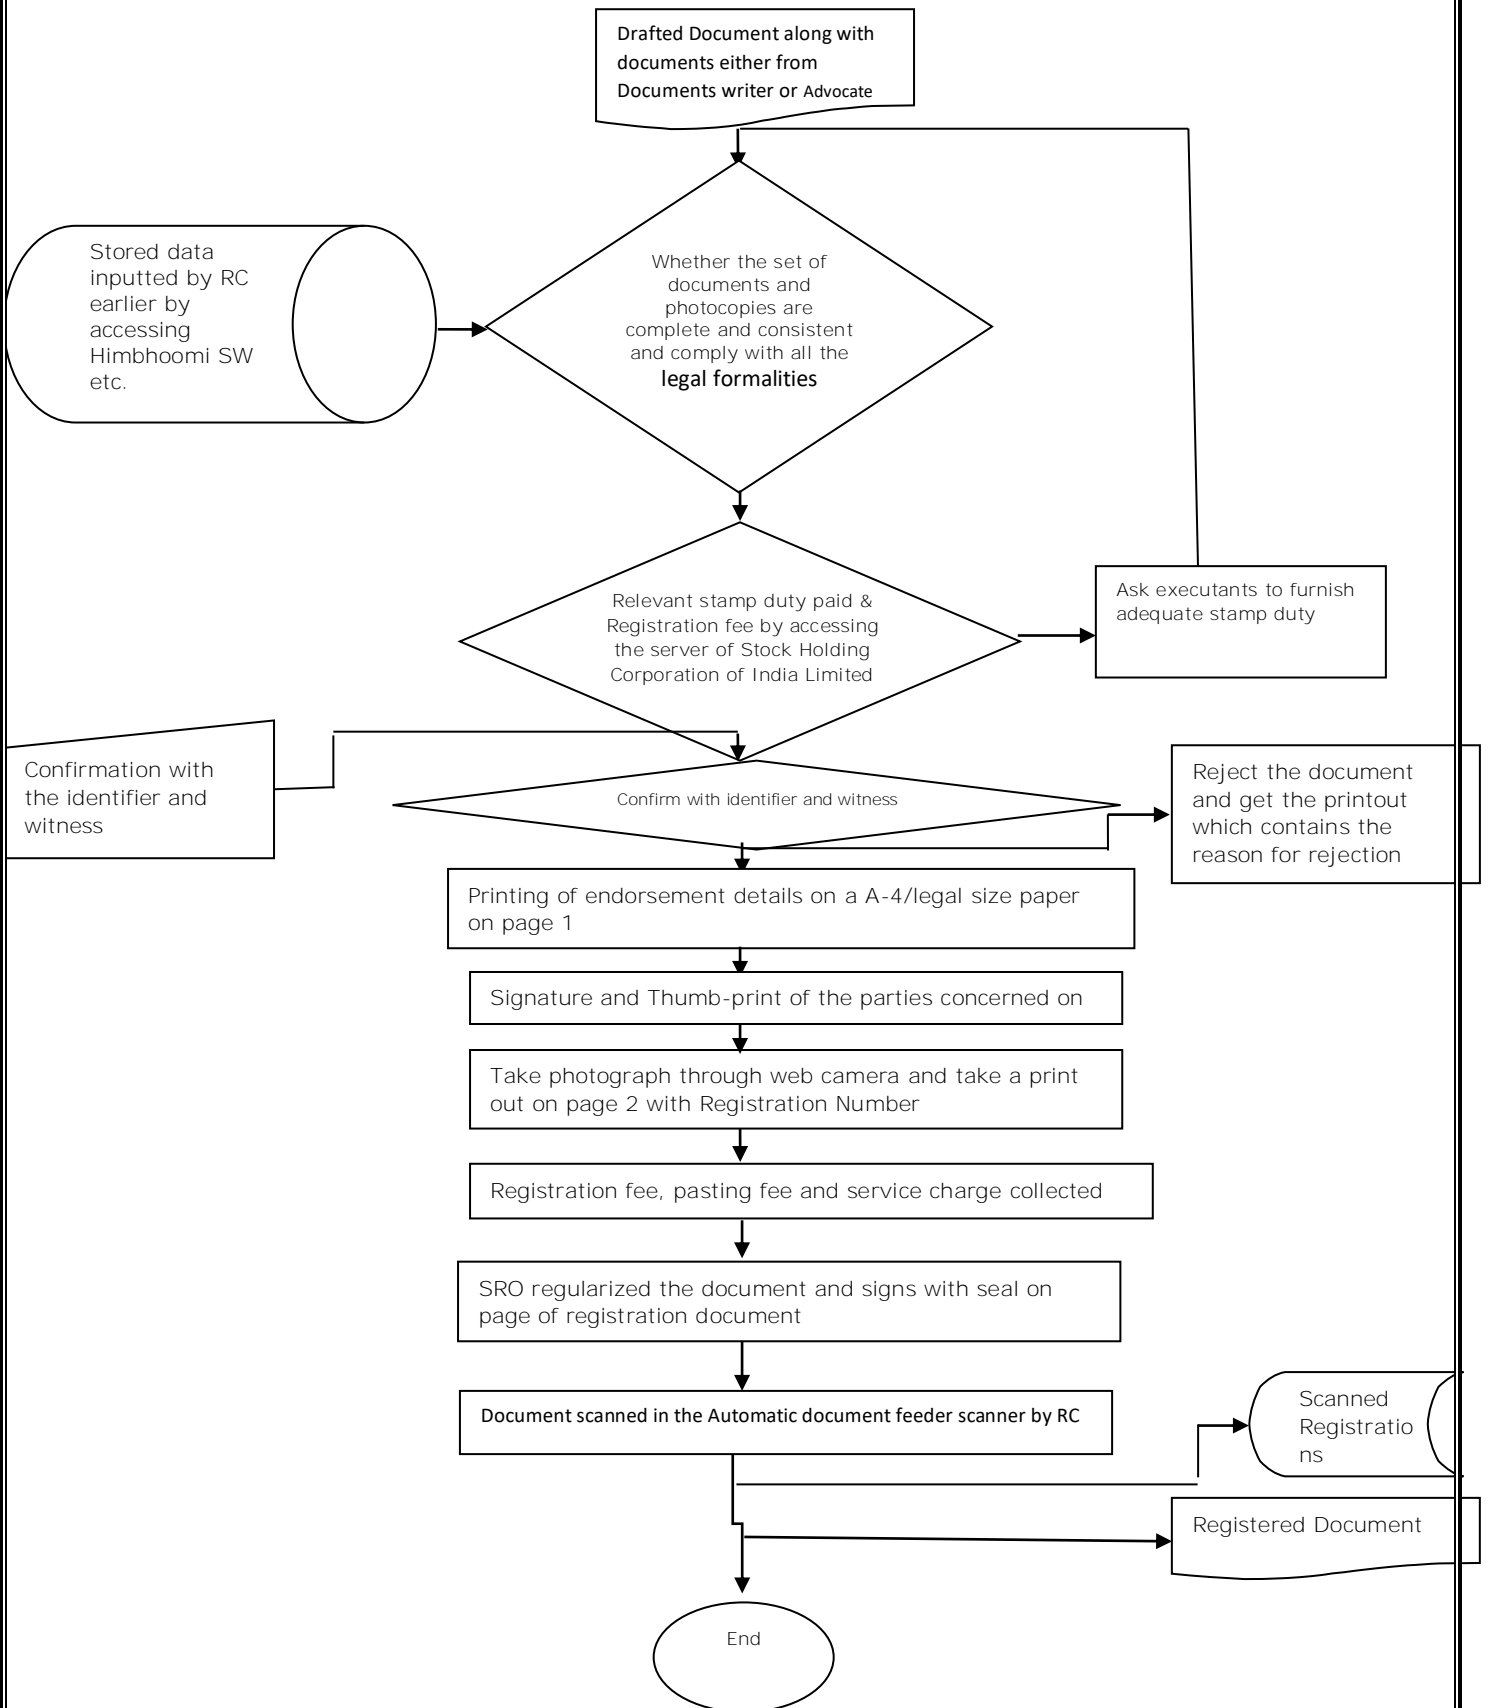 Drafted Document along with
documents either from
Documents writer or Advocate
Stored data
inputted by RC
earlier by
accessing
Himbhoomi SW
etc.
Whether the set of
documents and
photocopies are
complete and consistent
and comply with all the
legal formalities
Relevant stamp duty paid &
Registration fee by accessing
the server of Stock Holding
Corporation of India Limited
Ask executants to furnish
adequate stamp duty
Confirmation with
the identifier and
witness
Confirm with identifier and witness
Reject the document
and get the printout
which contains the
reason for rejection
Printing of endorsement details on a A-4/legal size paper
on page 1
Signature and Thumb-print of the parties concerned on
Take photograph through web camera and take a print
out on page 2 with Registration Number
Registration fee, pasting fee and service charge collected
SRO regularized the document and signs with seal on
page of registration document
Document scanned in the Automatic document feeder scanner by RC
Scanned
Registratio
ns
Registered Document
End